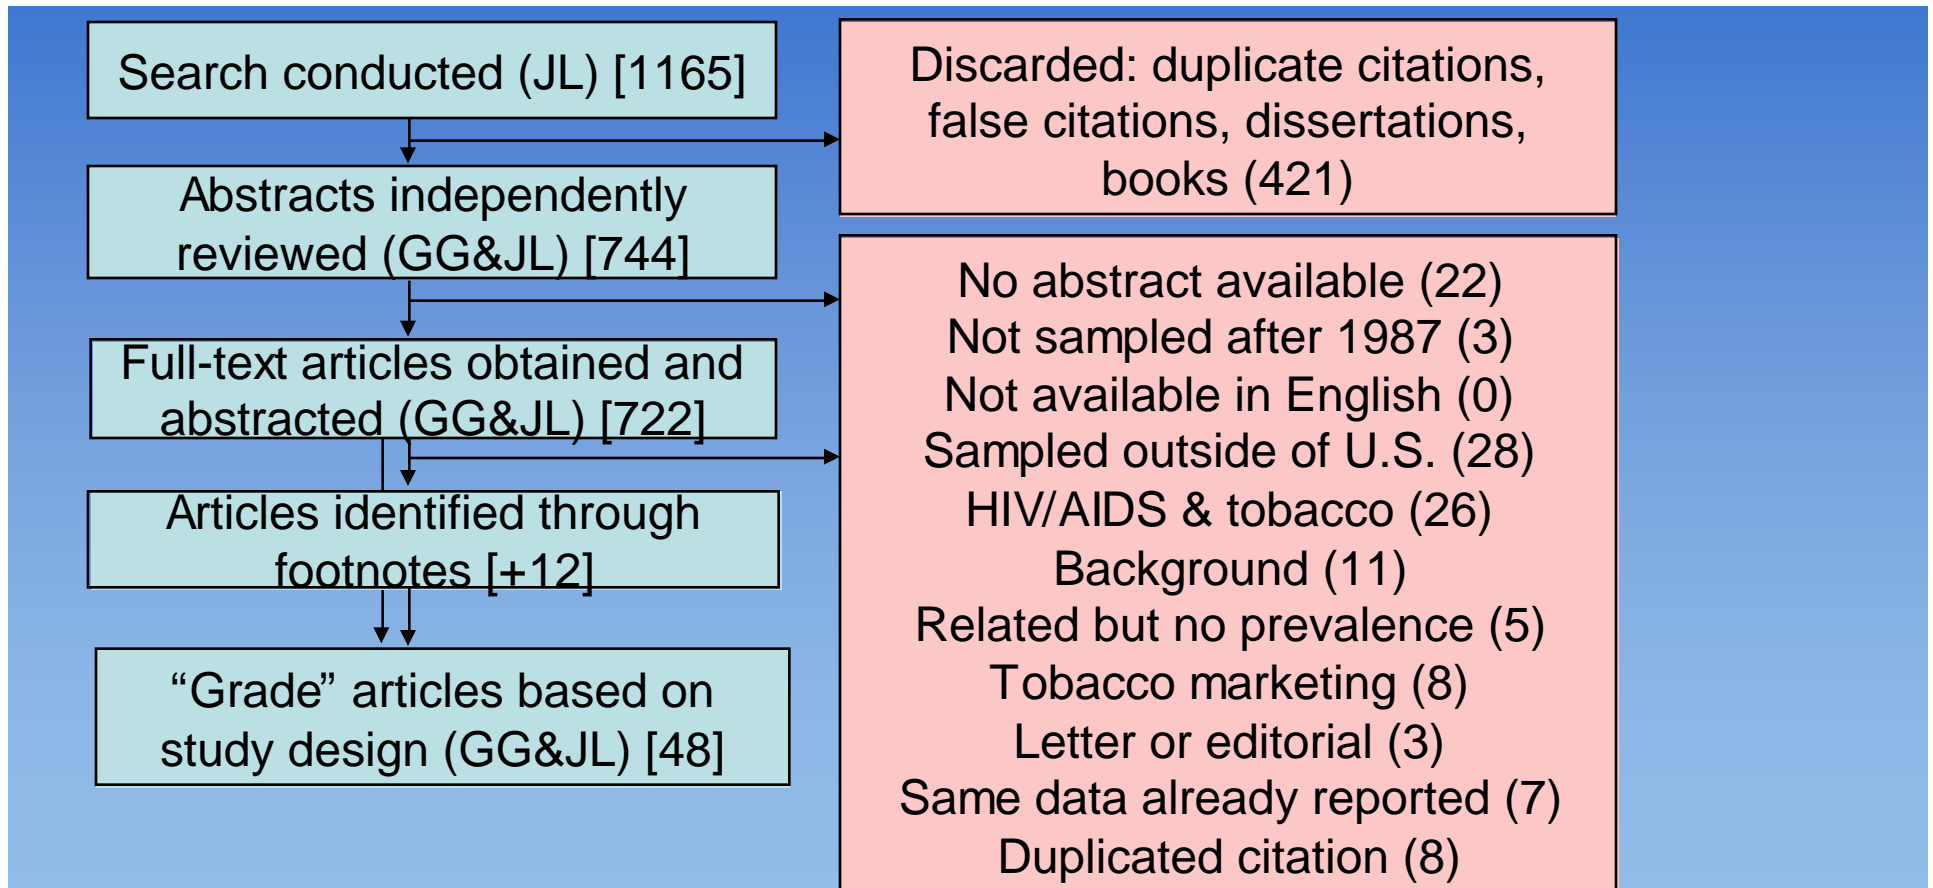 Search conducted (JL) [1165]
Discarded: duplicate citations,
false citations, dissertations,
books (421)
Abstracts independently
reviewed (GG&JL) [744]
No abstract available (22)
Not sampled after 1987 (3)
Not available in English (0)
Sampled outside of U.S. (28)
HIV/AIDS & tobacco (26)
Background (11)
Related but no prevalence (5)
Tobacco marketing (8)
Letter or editorial (3)
Same data already reported (7)
Duplicated citation (8)
Full-text articles obtained and
abstracted (GG&JL) [722]
Articles identified through
footnotes [+12]
“Grade” articles based on
study design (GG&JL) [48]